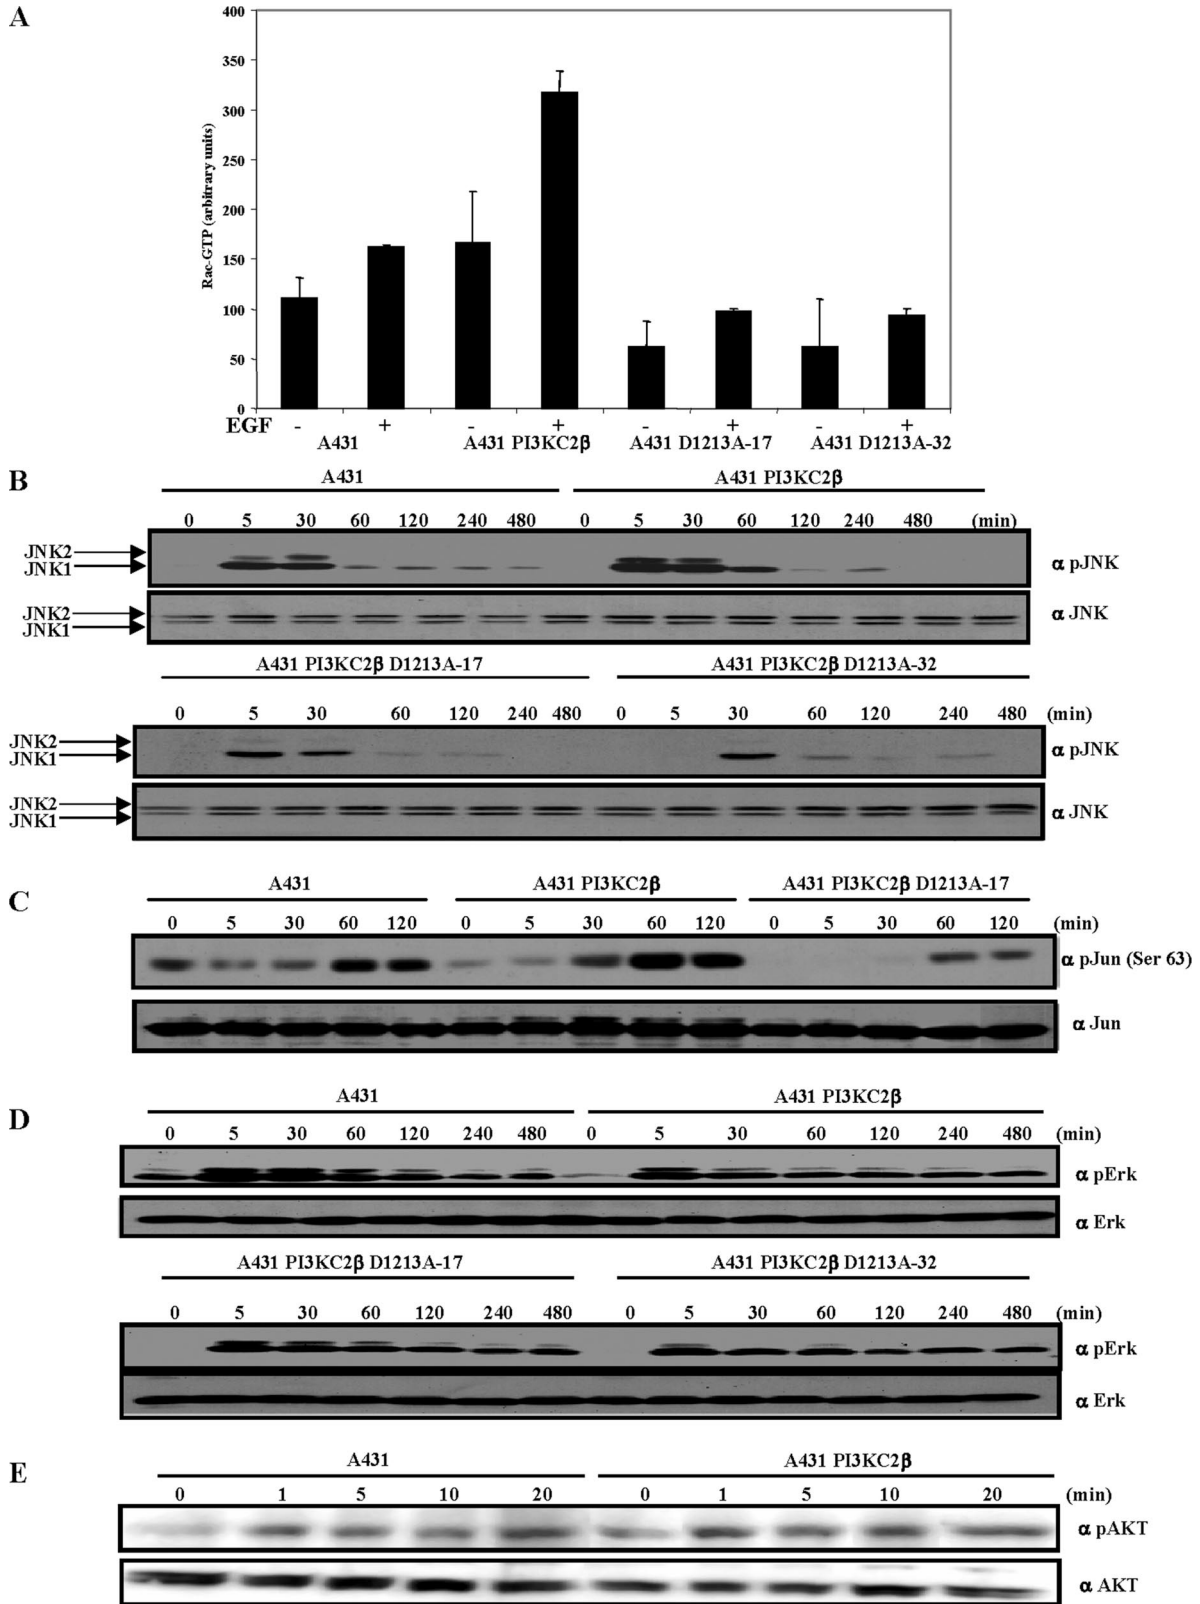 A
400
350
300
250
200
150
100
50
0
Rac-GTP (arbitrary units)
EGF - + - + - + - +
A431 A431 PI3KC2β A431 D1213A-17 A431 D1213A-32
B
A431 A431 PI3KC2β
0 5 30 60 120 240 480 0 5 30 60 120 240 480 (min)
JNK2
JNK1
α pJNK
JNK2
JNK1
α JNK
A431 PI3KC2β D1213A-17 A431 PI3KC2β D1213A-32
0 5 30 60 120 240 480 0 5 30 60 120 240 480 (min)
JNK2
JNK1
α pJNK
JNK2
JNK1
α JNK
C
A431 A431 PI3KC2β A431 PI3KC2β D1213A-17
0 5 30 60 120 0 5 30 60 120 0 5 30 60 120 (min)
α pJun (Ser 63)
α Jun
D
A431 A431 PI3KC2β
0 5 30 60 120 240 480 0 5 30 60 120 240 480 (min)
α pErk
α Erk
A431 PI3KC2β D1213A-17 A431 PI3KC2β D1213A-32
0 5 30 60 120 240 480 0 5 30 60 120 240 480 (min)
α pErk
α Erk
E
A431 A431 PI3KC2β
0 1 5 10 20 0 1 5 10 20 (min)
α pAKT
α AKT